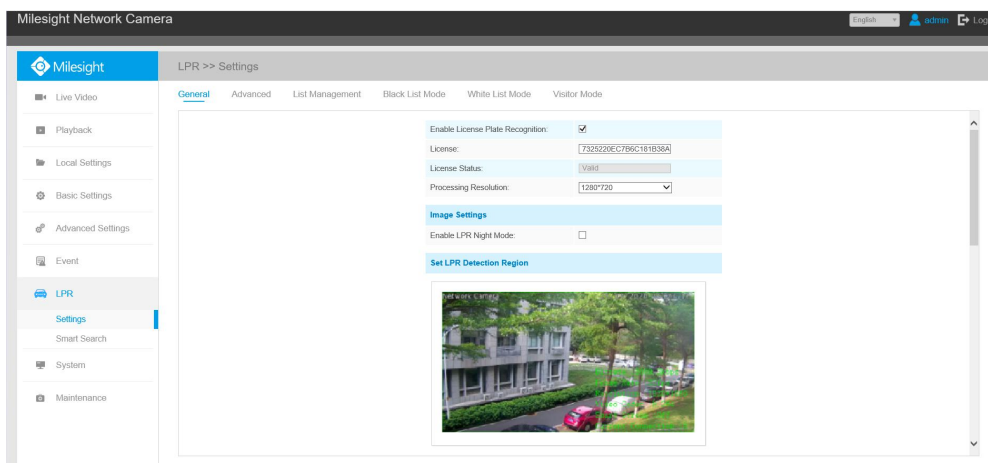 Milesight Network Camera
English admin Log
Milesight
LPR >> Settings
General Advanced List Management Black List Mode White List Mode Visitor Mode
Live Video
Playback
Local Settings
Basic Settings
Advanced Settings
Event
LPR
Settings
Smart Search
System
Maintenance
Enable License Plate Recognition:
License: 7325220EC7B6C181B38A
License Status: Valid
Processing Resolution: 1280*720
Image Settings
Enable LPR Night Mode:
Set LPR Detection Region
Network Camera